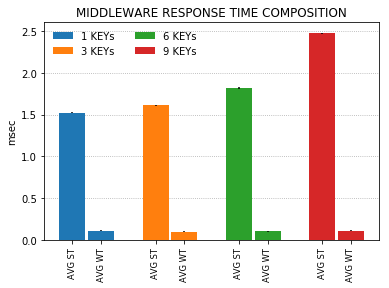 MIDDLEWARE RESPONSE TIME COMPOSITION
1 KEYs
3 KEYs
6 KEYs
9 KEYs
msec
2.5
2.0
1.5
1.0
0.5
0.0
AVG ST
AVG WT
AVG ST
AVG WT
AVG ST
AVG WT
AVG ST
AVG WT